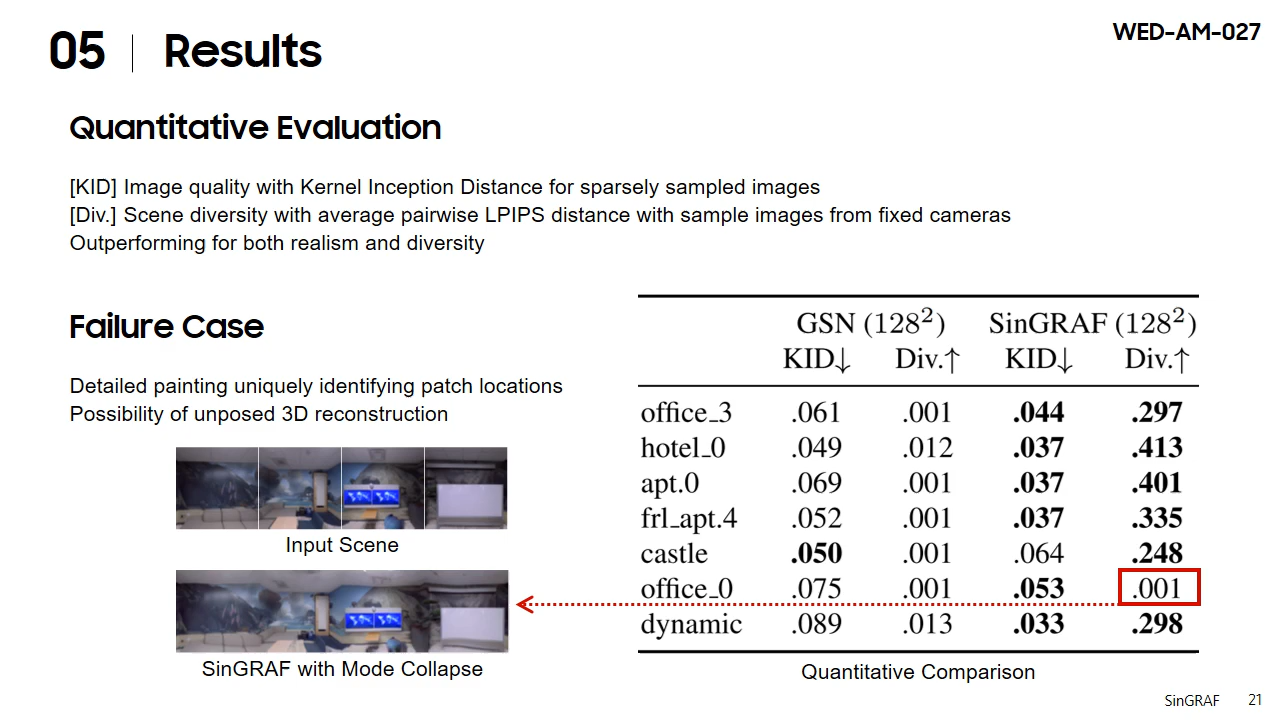 05 | Results
WED-AM-027
Quantitative Evaluation
[KID] Image quality with Kernel Inception Distance for sparsely sampled images
[Div.] Scene diversity with average pairwise LPIPS distance with sample images from fixed cameras
Outperforming for both realism and diversity
Failure Case
Detailed painting uniquely identifying patch locations
Possibility of unposed 3D reconstruction
Input Scene
SinGRAF with Mode Collapse
GSN (128²) SinGRAF (128²)
KID↓ Div.↑ KID↓ Div.↑
office_3 .061 .001 .044 .297
hotel_0 .049 .012 .037 .413
apt.0 .069 .001 .037 .401
frl_apt.4 .052 .001 .037 .335
castle .050 .001 .064 .248
office_0 .075 .001 .053 .001
dynamic .089 .013 .033 .298
Quantitative Comparison
SinGRAF 21